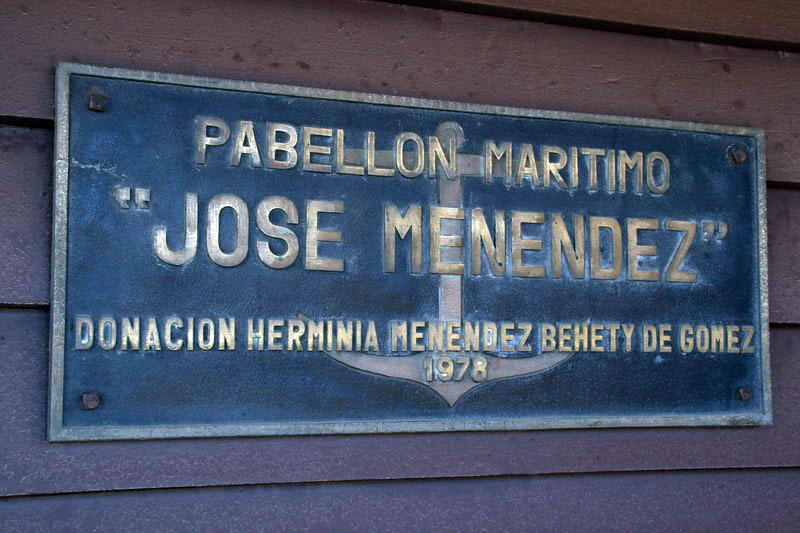 PABELLON MARITIMO
"JOSE MENENDEZ"
DONACION HERMINIA MENENDEZ BEHETY DE GOMEZ
1978